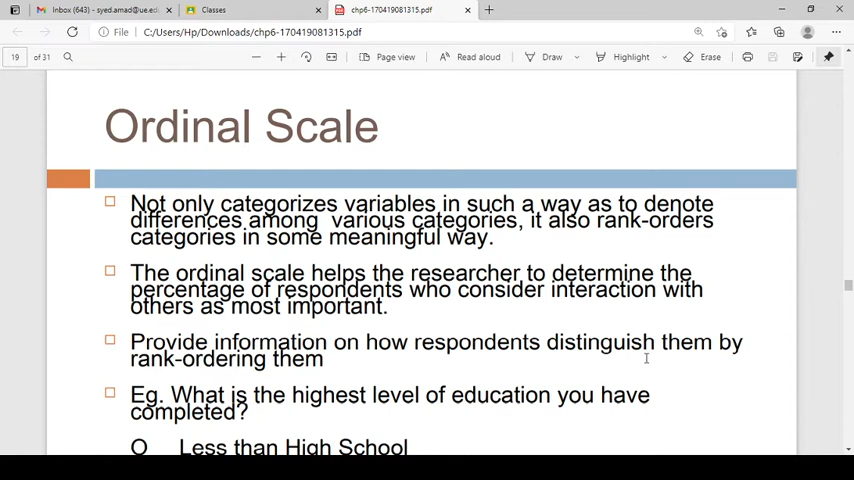 Inbox (643) - syed.amad@ue.ed
Classes
chp6-170419081315.pdf
File
C:/Users/Hp/Downloads/chp6-170419081315.pdf
19 of 31
Page view
Read aloud
Draw
Highlight
Erase
Ordinal Scale
Not only categorizes variables in such a way as to denote
differences among various categories, it also rank-orders
categories in some meaningful way.
The ordinal scale helps the researcher to determine the
percentage of respondents who consider interaction with
others as most important.
Provide information on how respondents distinguish them by
rank-ordering them
Eg. What is the highest level of education you have
completed?
O Less than High School